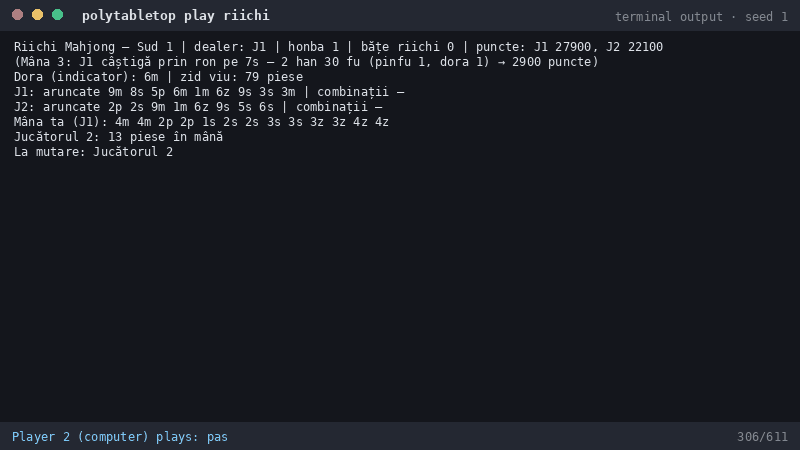 polytabletop play riichi
terminal output · seed 1
Riichi Mahjong — Sud 1 | dealer: J1 | honba 1 | bățe riichi 0 | puncte: J1 27900, J2 22100
(Mâna 3: J1 câștigă prin ron pe 7s — 2 han 30 fu (pinfu 1, dora 1) → 2900 puncte)
Dora (indicator): 6m | zid viu: 79 piese
J1: aruncate 9m 8s 5p 6m 1m 6z 9s 3s 3m | combinații —
J2: aruncate 2p 2s 9m 1m 6z 9s 5s 6s | combinații —
Mâna ta (J1): 4m 4m 2p 2p 1s 2s 2s 3s 3s 3z 3z 4z 4z
Jucătorul 2: 13 piese în mână
La mutare: Jucătorul 2
Player 2 (computer) plays: pas
306/611